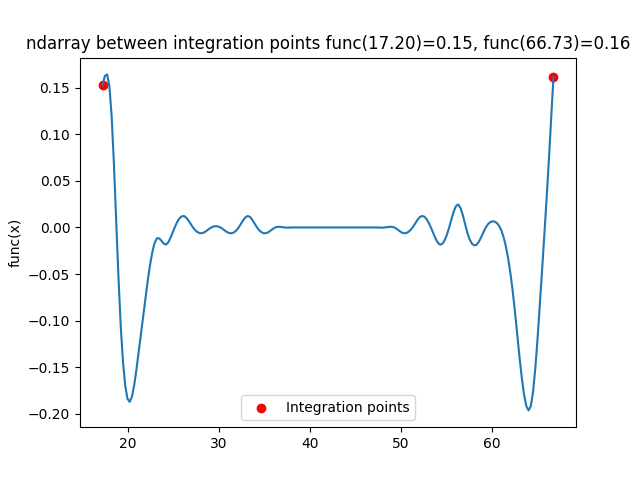 ndarray between integration points func(17.20)=0.15, func(66.73)=0.16
func(x)
0.15
0.10
0.05
0.00
−0.05
−0.10
−0.15
−0.20
Integration points
20 30 40 50 60